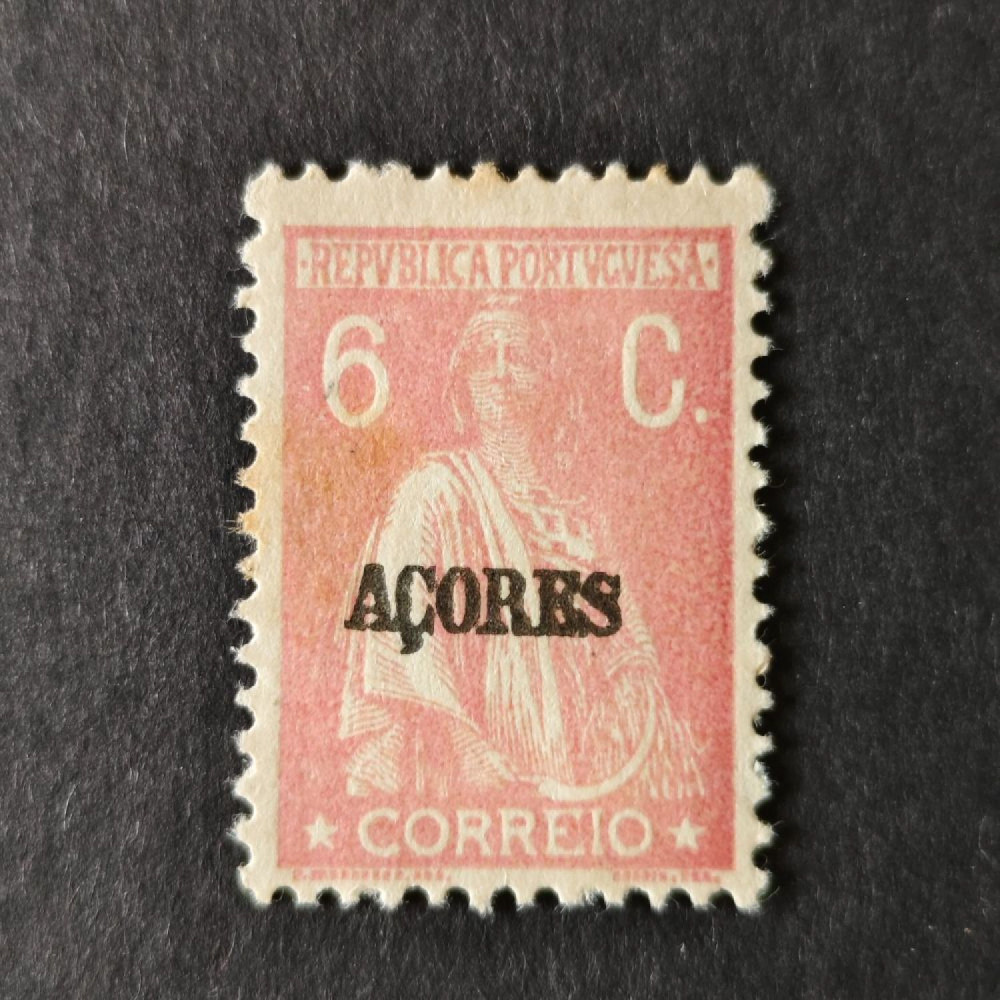 ·REPVBLICA PORTVGVESA·
6 C.
AÇORES
★ CORREIO ★